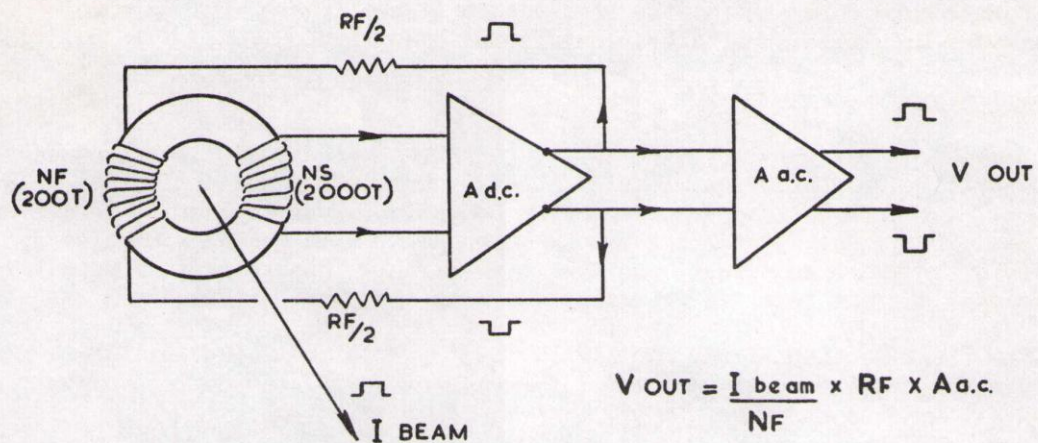 RF/2
NF
(200T)
NS
(2000T)
A d.c.
A a.c.
V OUT
RF/2
I BEAM
V OUT = I beam x RF x A a.c.
NF